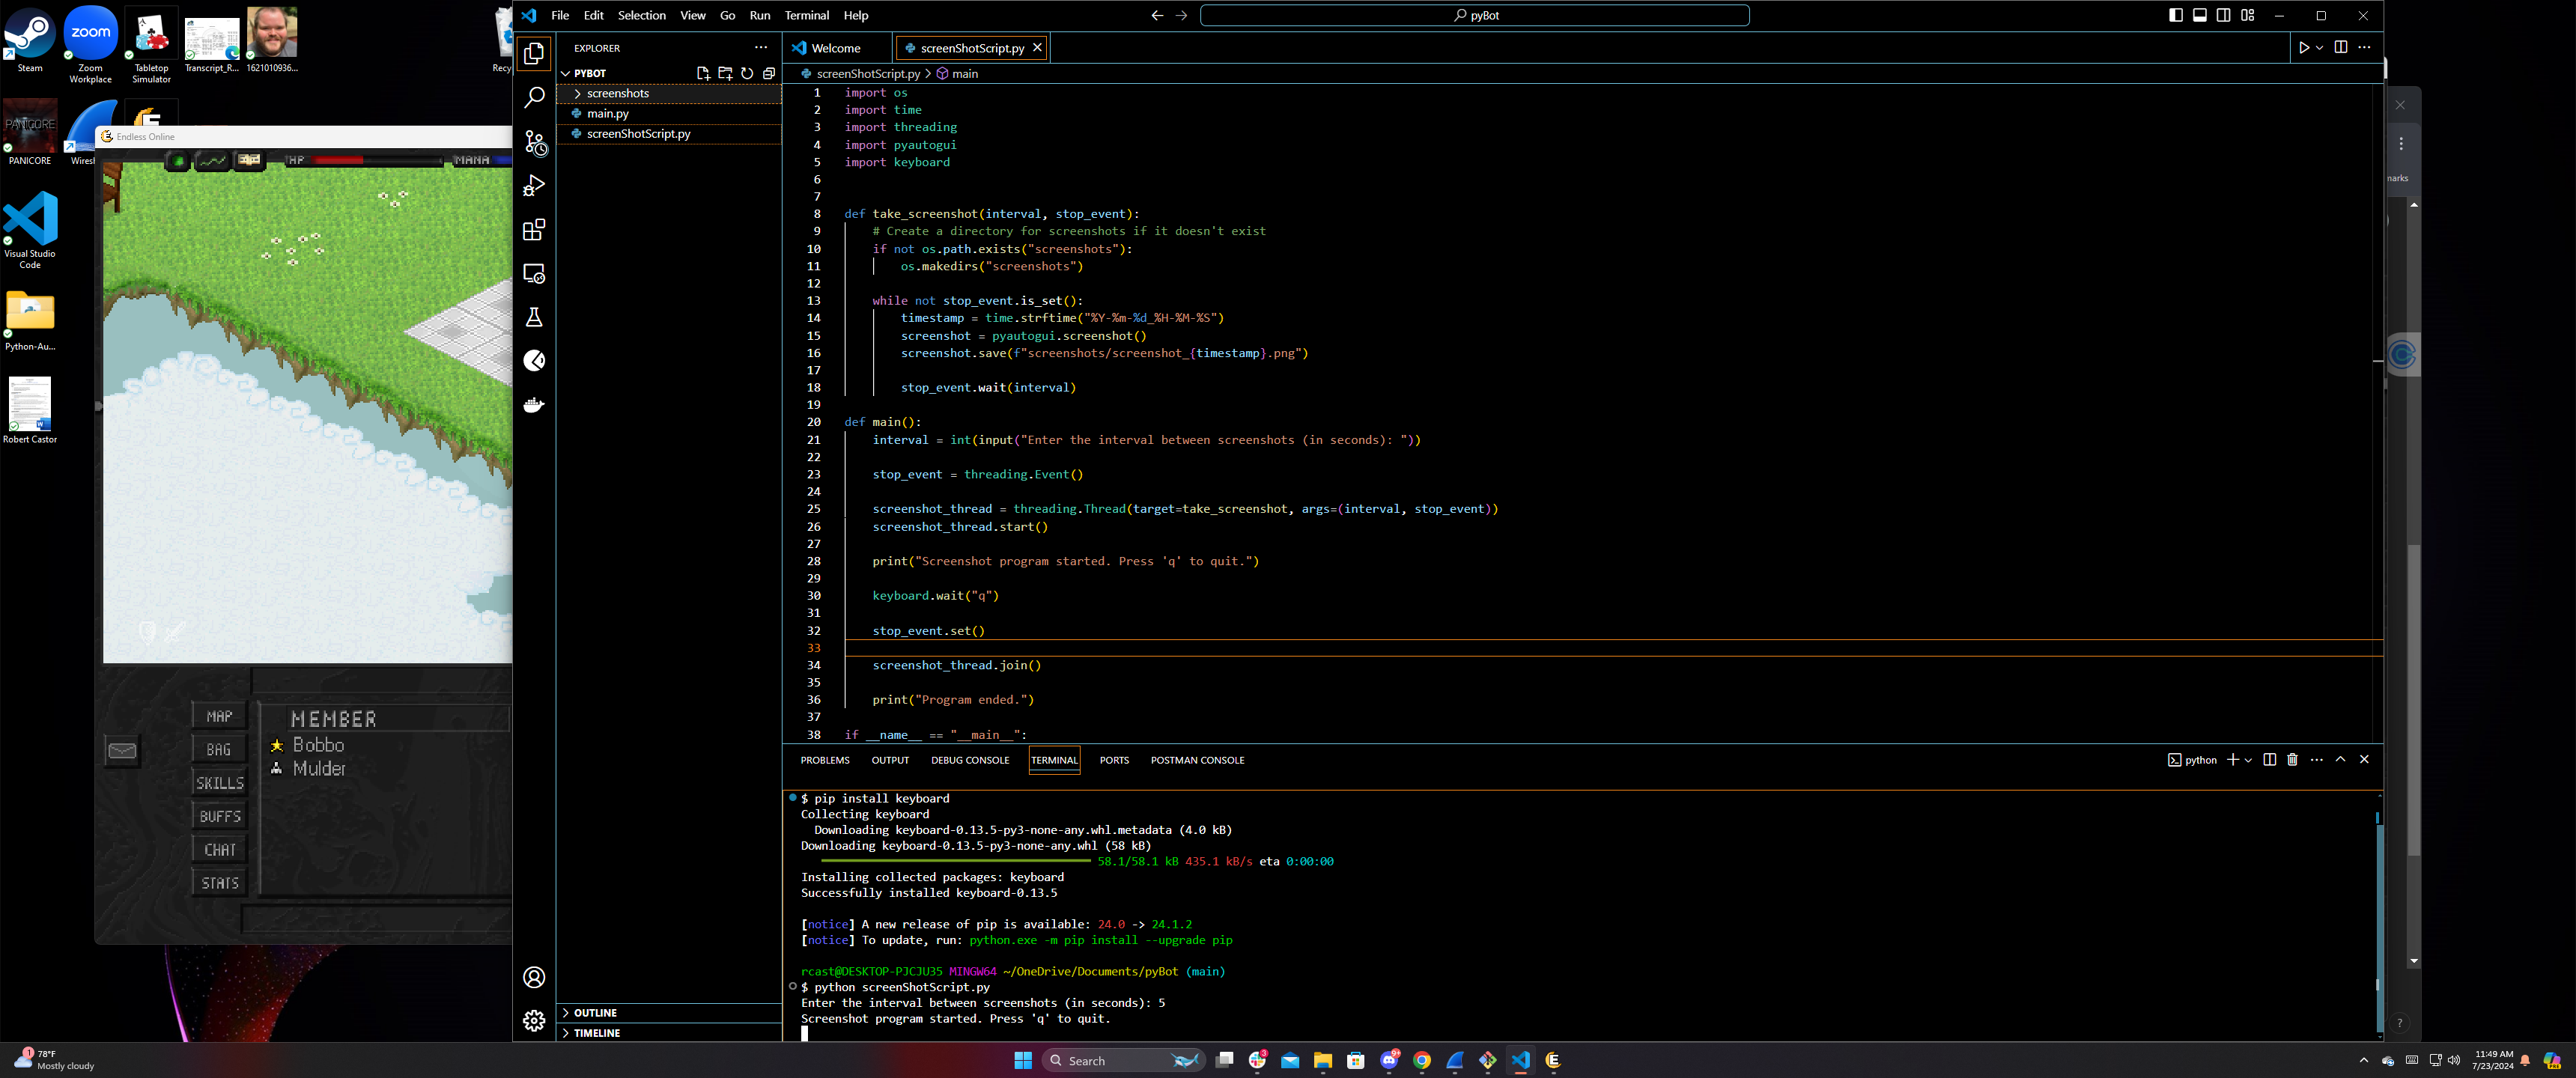 File Edit Selection View Go Run Terminal Help
pyBot
Steam
Zoom Workplace
Tabletop Simulator
Transcript_R...
1621010936...
zoom
PANICORE
Visual Studio Code
Python-Au...
Robert Castor
Endless Online
HP
MANA
MAP
BAG
SKILLS
BUFFS
CHAT
STATS
MEMBER
Bobbo
Mulder
EXPLORER
PYBOT
screenshots
main.py
screenShotScript.py
OUTLINE
TIMELINE
Welcome
screenShotScript.py
screenShotScript.py > main
1 import os
2 import time
3 import threading
4 import pyautogui
5 import keyboard
6
7
8 def take_screenshot(interval, stop_event):
9 # Create a directory for screenshots if it doesn't exist
10 if not os.path.exists("screenshots"):
11 os.makedirs("screenshots")
12
13 while not stop_event.is_set():
14 timestamp = time.strftime("%Y-%m-%d_%H-%M-%S")
15 screenshot = pyautogui.screenshot()
16 screenshot.save(f"screenshots/screenshot_{timestamp}.png")
17
18 stop_event.wait(interval)
19
20 def main():
21 interval = int(input("Enter the interval between screenshots (in seconds): "))
22
23 stop_event = threading.Event()
24
25 screenshot_thread = threading.Thread(target=take_screenshot, args=(interval, stop_event))
26 screenshot_thread.start()
27
28 print("Screenshot program started. Press 'q' to quit.")
29
30 keyboard.wait("q")
31
32 stop_event.set()
33
34 screenshot_thread.join()
35
36 print("Program ended.")
37
38 if __name__ == "__main__":
PROBLEMS OUTPUT DEBUG CONSOLE TERMINAL PORTS POSTMAN CONSOLE
python
$ pip install keyboard
Collecting keyboard
Downloading keyboard-0.13.5-py3-none-any.whl.metadata (4.0 kB)
Downloading keyboard-0.13.5-py3-none-any.whl (58 kB)
58.1/58.1 kB 435.1 kB/s eta 0:00:00
Installing collected packages: keyboard
Successfully installed keyboard-0.13.5
[notice] A new release of pip is available: 24.0 -> 24.1.2
[notice] To update, run: python.exe -m pip install --upgrade pip
rcast@DESKTOP-PJCJU35 MINGW64 ~/OneDrive/Documents/pyBot (main)
$ python screenShotScript.py
Enter the interval between screenshots (in seconds): 5
Screenshot program started. Press 'q' to quit.
78°F
Mostly cloudy
Search
11:49 AM
7/23/2024